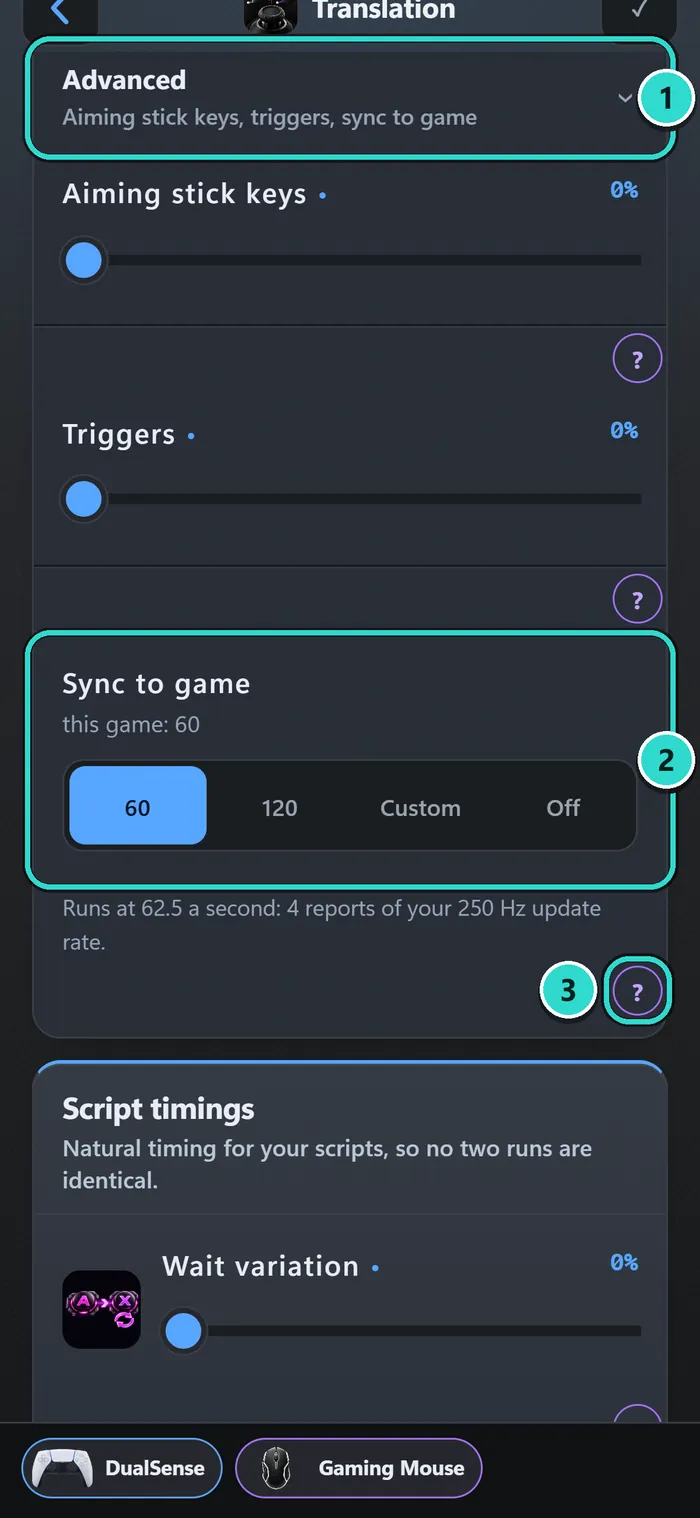 Translation
Advanced
Aiming stick keys, triggers, sync to game
1
Aiming stick keys
0%
?
Triggers
0%
?
Sync to game
this game: 60
2
60
120
Custom
Off
Runs at 62.5 a second: 4 reports of your 250 Hz update
rate.
3
?
Script timings
Natural timing for your scripts, so no two runs are
identical.
Wait variation
0%
A X
DualSense
Gaming Mouse